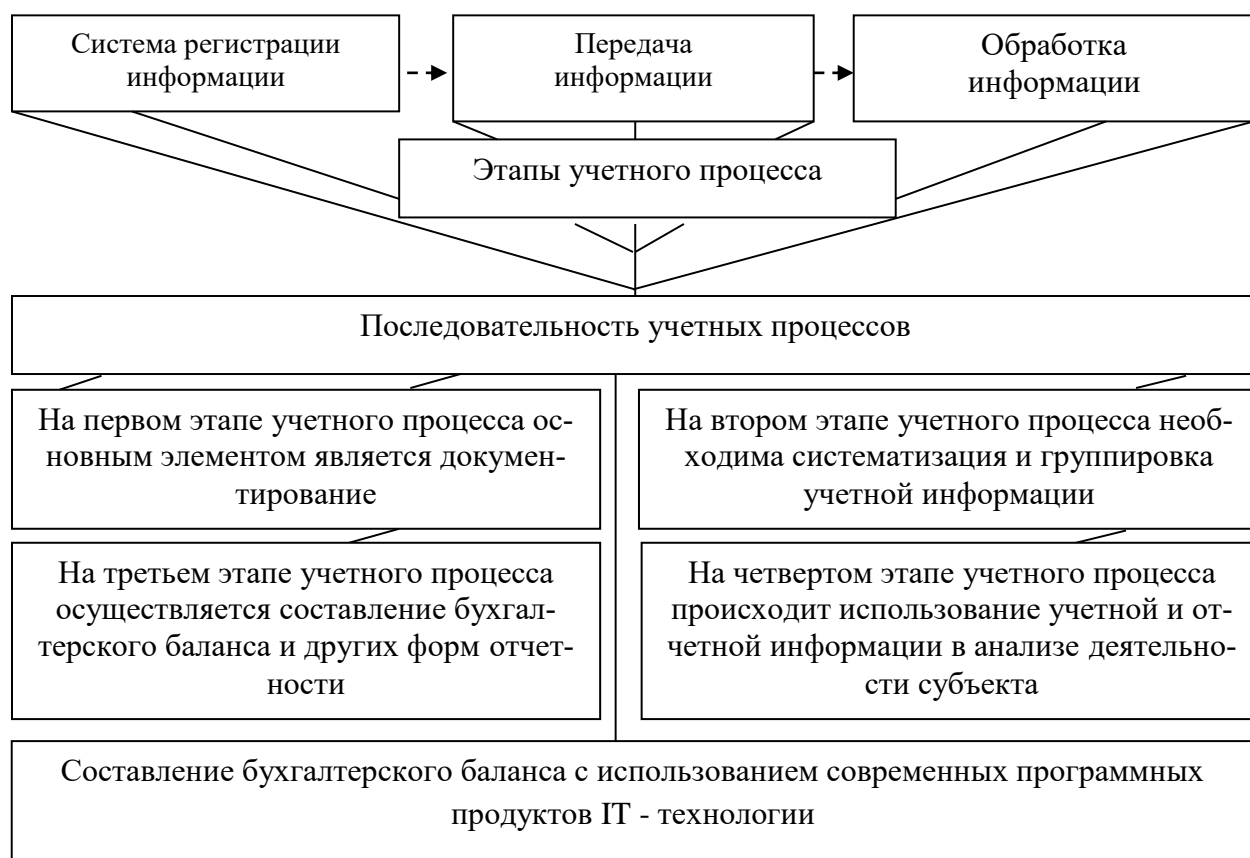 Система регистрации
информации
Передача
информации
Обработка
информации
Этапы учетного процесса
Последовательность учетных процессов
На первом этапе учетного процесса ос-
новным элементом является докумен-
тирование
На втором этапе учетного процесса необ-
ходима систематизация и группировка
учетной информации
На третьем этапе учетного процесса
осуществляется составление бухгал-
терского баланса и других форм отчет-
ности
На четвертом этапе учетного процесса
происходит использование учетной и от-
четной информации в анализе деятельно-
сти субъекта
Составление бухгалтерского баланса с использованием современных программных
продуктов IT - технологии